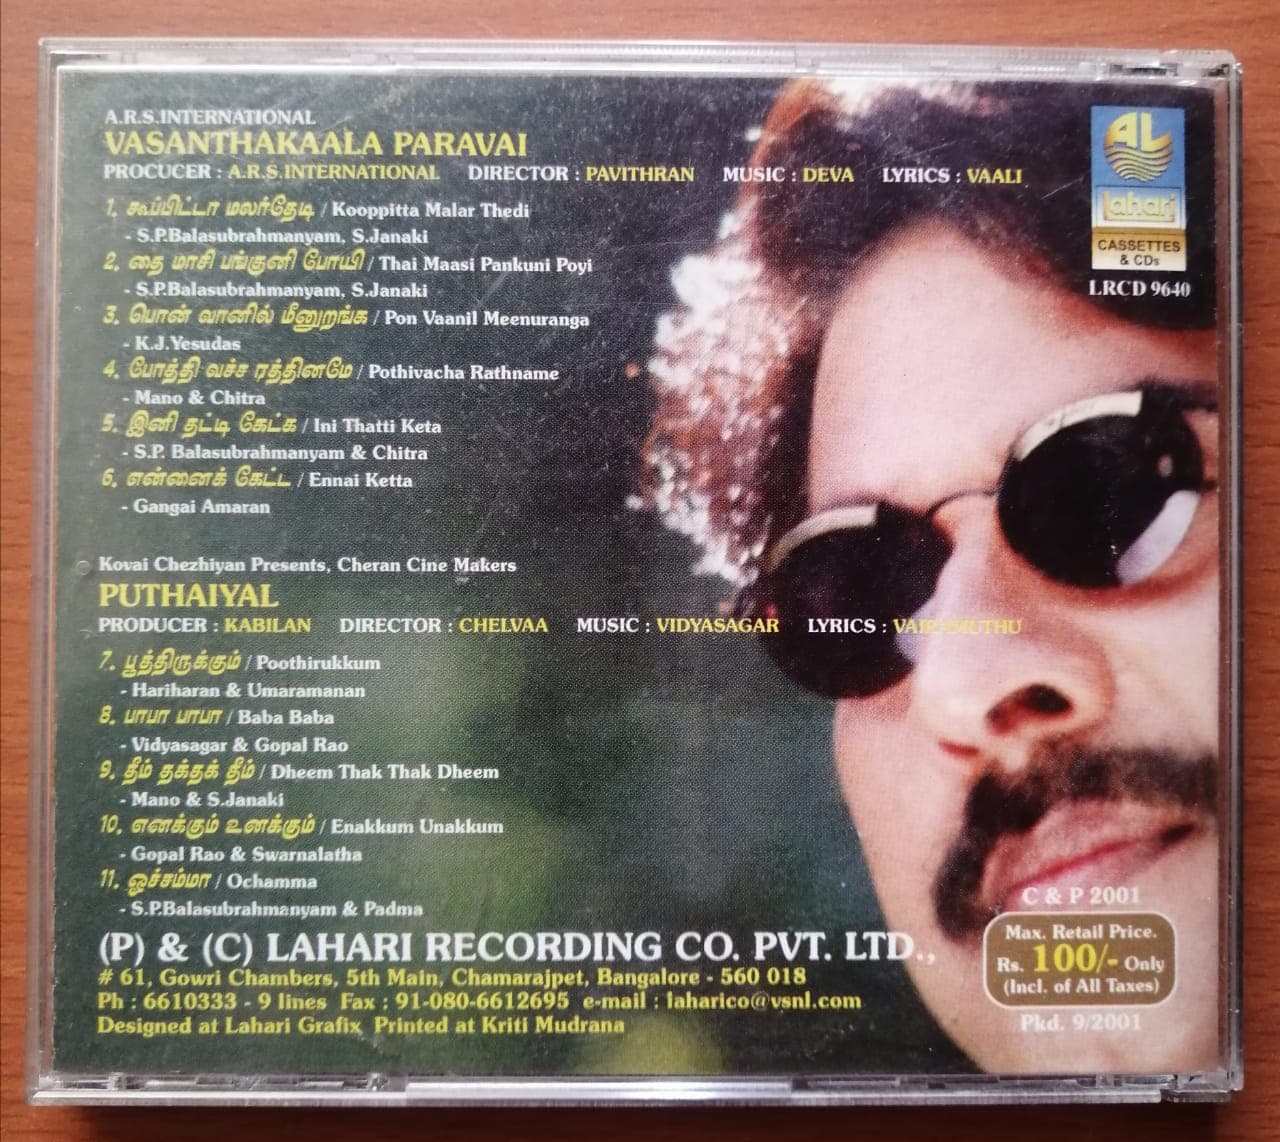 A.R.S.INTERNATIONAL
VASANTHAKAALA PARAVAI
PROCUCER : A.R.S.INTERNATIONAL DIRECTOR : PAVITHRAN MUSIC : DEVA LYRICS : VAALI
1. கூப்பிட்டா மலர்தேடி / Kooppitta Malar Thedi
- S.P.Balasubrahmanyam, S.Janaki
2. தை மாசி பங்குனி போயி / Thai Maasi Pankuni Poyi
- S.P.Balasubrahmanyam, S.Janaki
3. பொன் வானில் மீனுறங்க / Pon Vaanil Meenuranga
- K.J.Yesudas
4. போத்தி வச்ச ரத்தினமே / Pothivacha Rathname
- Mano & Chitra
5. இனி தட்டி கேட்க / Ini Thatti Keta
- S.P. Balasubrahmanyam & Chitra
6. என்னைக் கேட்ட / Ennai Ketta
- Gangai Amaran
Kovai Chezhiyan Presents, Cheran Cine Makers
PUTHAIYAL
PRODUCER : KABILAN DIRECTOR : CHELVAA MUSIC : VIDYASAGAR LYRICS : VAIRAMUTHU
7. பூத்திருக்கும் / Poothirukkum
- Hariharan & Umaramanan
8. பாபா பாபா / Baba Baba
- Vidyasagar & Gopal Rao
9. தீம் தக்தக் தீம் / Dheem Thak Thak Dheem
- Mano & S.Janaki
10. எனக்கும் உனக்கும் / Enakkum Unakkum
- Gopal Rao & Swarnalatha
11. ஓச்சம்மா / Ochamma
- S.P.Balasubrahmanyam & Padma
(P) & (C) LAHARI RECORDING CO. PVT. LTD.,
# 61, Gowri Chambers, 5th Main, Chamarajpet, Bangalore - 560 018
Ph : 6610333 - 9 lines Fax : 91-080-6612695 e-mail : laharico@vsnl.com
Designed at Lahari Grafix Printed at Kriti Mudrana
AL
lahari
CASSETTES
& CDs
LRCD 9640
C & P 2001
Max. Retail Price.
Rs. 100/- Only
(Incl. of All Taxes)
Pkd. 9/2001